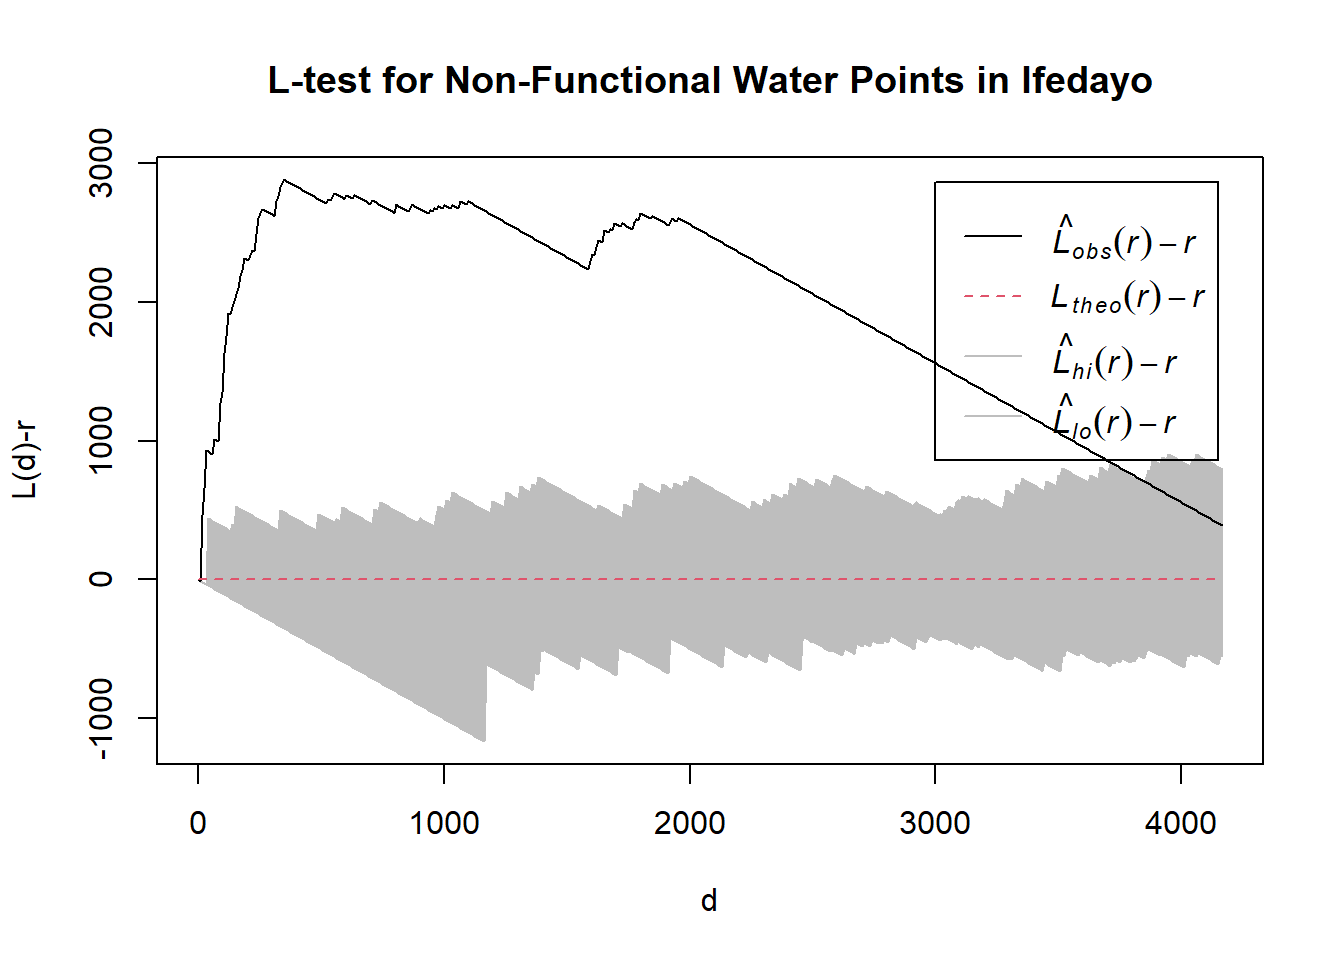 L-test for Non-Functional Water Points in Ifedayo
L(d)-r
3000
2000
1000
0
-1000
L̂obs(r) – r
Ltheo(r) – r
L̂hi(r) – r
L̂lo(r) – r
0 1000 2000 3000 4000
d